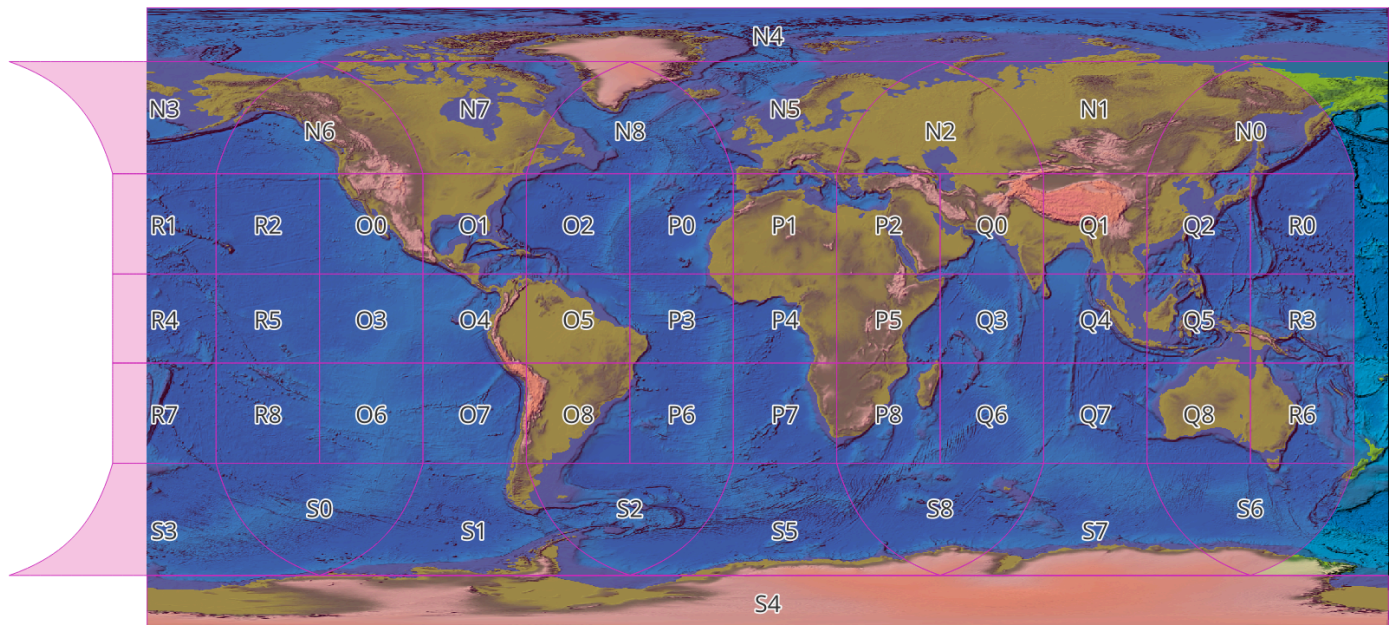 N4
N3 N7 N5 N1
N6 N8 N2 N0
R1 R2 O0 O1 O2 P0 P1 P2 Q0 Q1 Q2 R0
R4 R5 O3 O4 O5 P3 P4 P5 Q3 Q4 Q5 R3
R7 R8 O6 O7 O8 P6 P7 P8 Q6 Q7 Q8 R6
S0 S2 S8 S6
S3 S1 S5 S7
S4